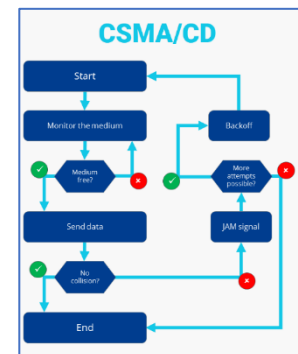 CSMA/CD
Start
Monitor the medium
Backoff
Medium
free?
More
attempts
possible?
Send data
JAM signal
No
collision?
End